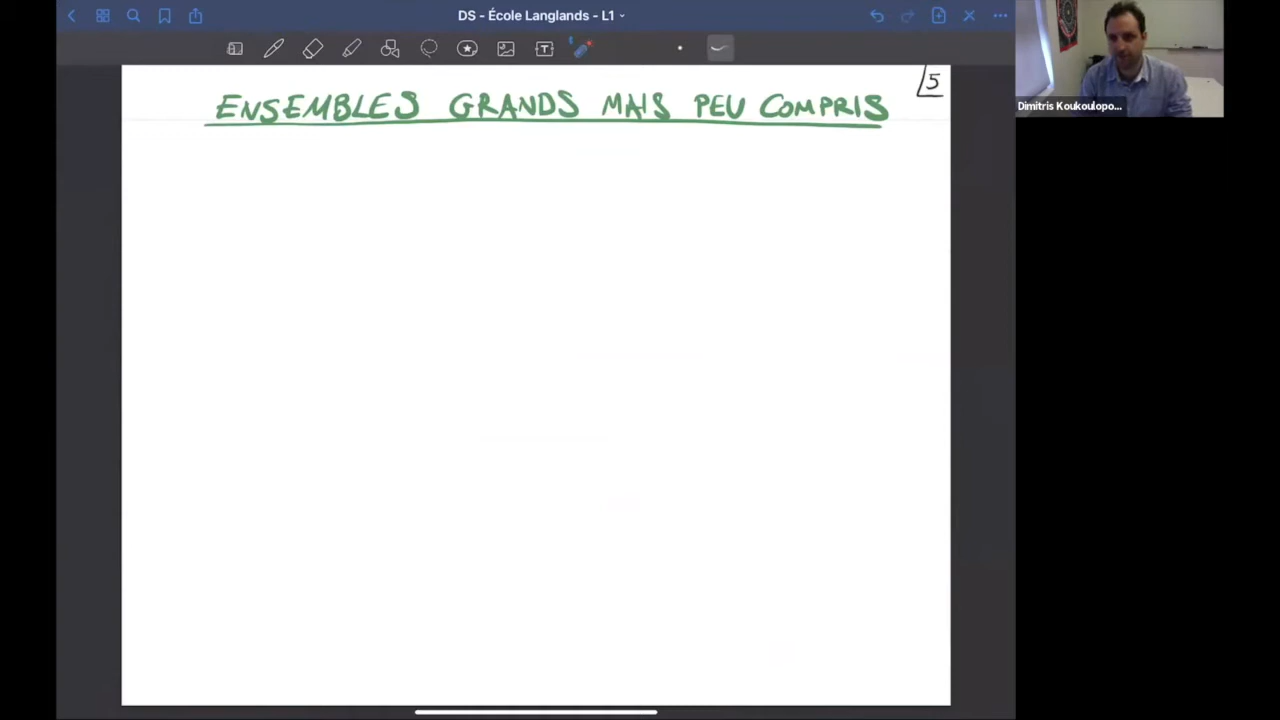 DS - École Langlands - L1
5
ENSEMBLES GRANDS MAIS PEU COMPRIS
Dimitris Koukoulopo...